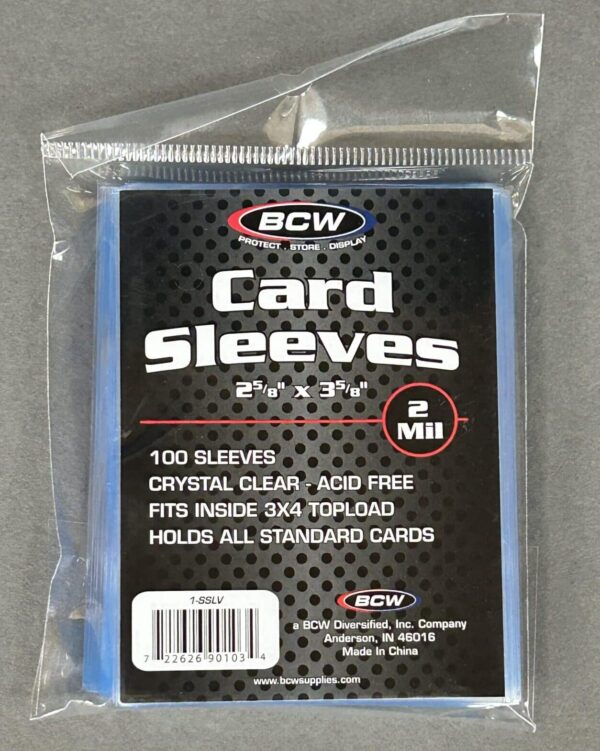 BCW
PROTECT . STORE . DISPLAY
Card
Sleeves
2 5/8" x 3 5/8"
2
Mil
100 SLEEVES
CRYSTAL CLEAR - ACID FREE
FITS INSIDE 3X4 TOPLOAD
HOLDS ALL STANDARD CARDS
1-SSLV
7 22626 90103 4
BCW
a BCW Diversified, Inc. Company
Anderson, IN 46016
Made In China
www.bcwsupplies.com